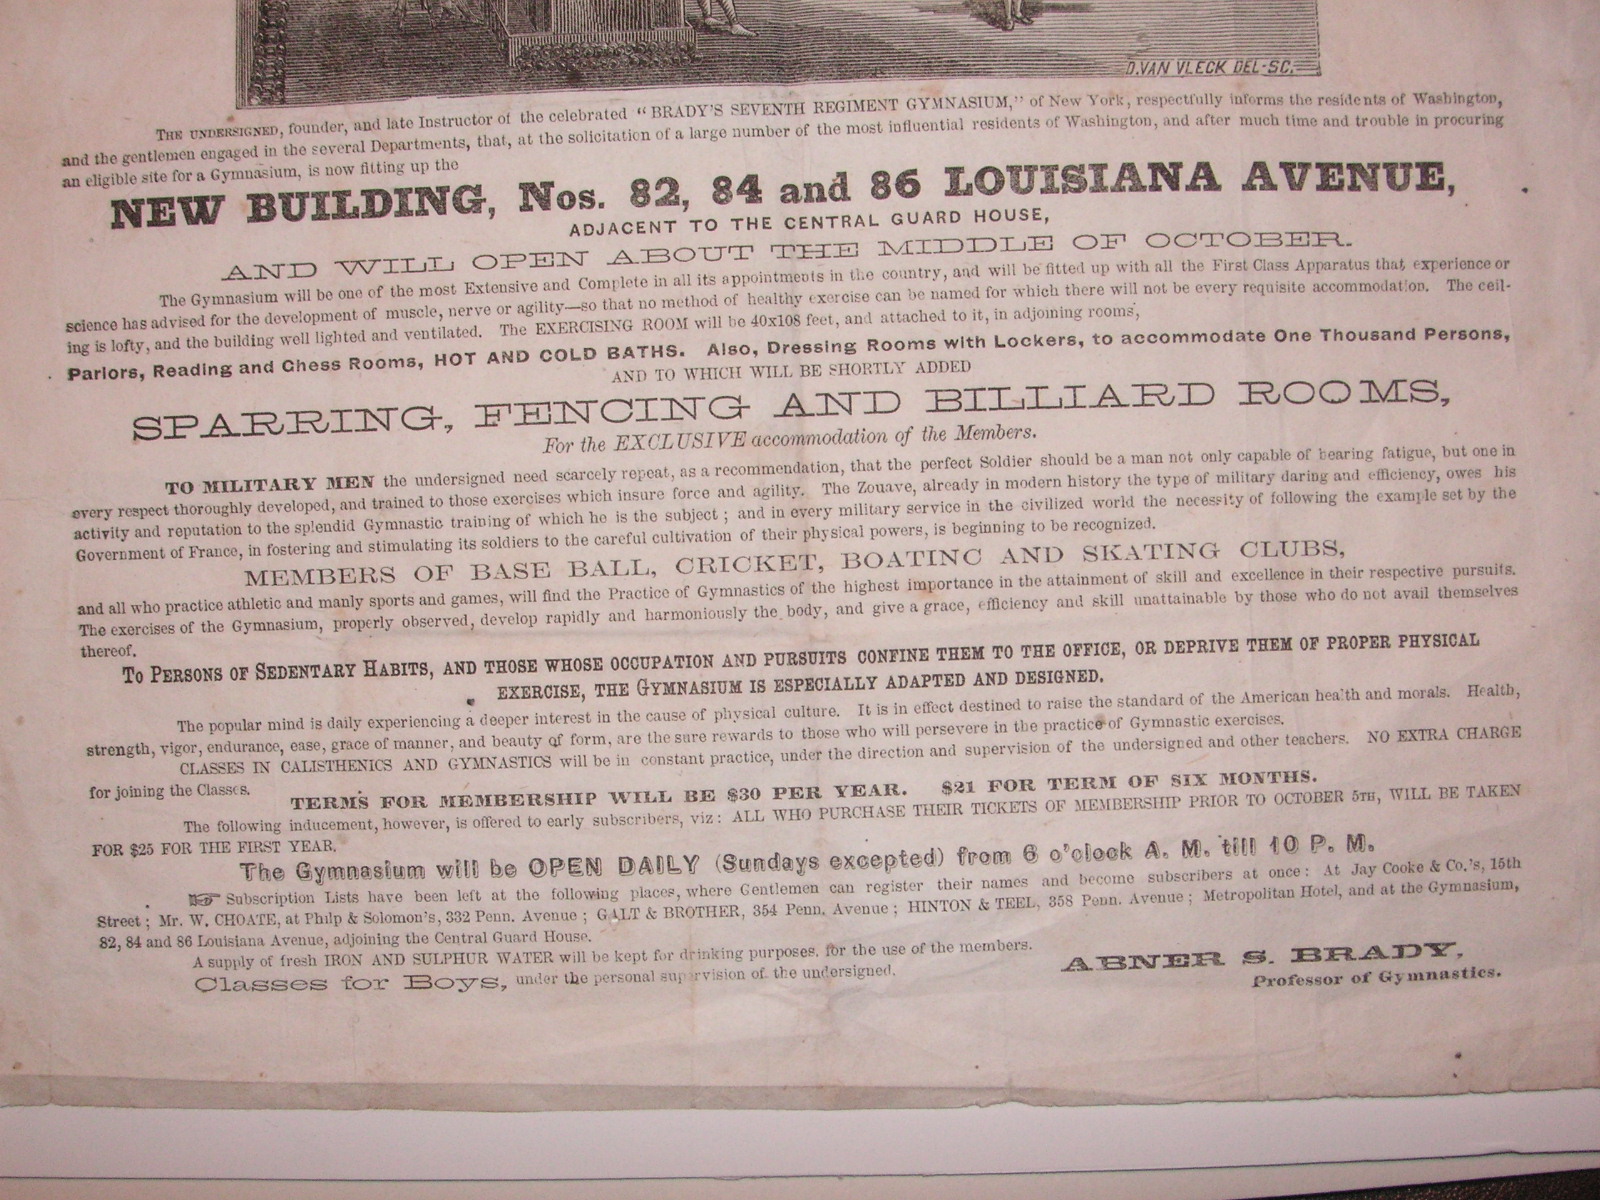 D. VAN VLECK DEL-SC.
THE UNDERSIGNED, founder, and late Instructor of the celebrated "BRADY'S SEVENTH REGIMENT GYMNASIUM," of New York, respectfully informs the residents of Washington,
and the gentlemen engaged in the several Departments, that, at the solicitation of a large number of the most influential residents of Washington, and after much time and trouble in procuring
an eligible site for a Gymnasium, is now fitting up the
NEW BUILDING, Nos. 82, 84 and 86 LOUISIANA AVENUE,
ADJACENT TO THE CENTRAL GUARD HOUSE,
AND WILL OPEN ABOUT THE MIDDLE OF OCTOBER.
The Gymnasium will be one of the most Extensive and Complete in all its appointments in the country, and will be fitted up with all the First Class Apparatus that experience or
science has advised for the development of muscle, nerve or agility—so that no method of healthy exercise can be named for which there will not be every requisite accommodation. The ceil-
ing is lofty, and the building well lighted and ventilated. The EXERCISING ROOM will be 40x108 feet, and attached to it, in adjoining rooms,
Parlors, Reading and Chess Rooms, HOT AND COLD BATHS. Also, Dressing Rooms with Lockers, to accommodate One Thousand Persons,
AND TO WHICH WILL BE SHORTLY ADDED
SPARRING, FENCING AND BILLIARD ROOMS,
For the EXCLUSIVE accommodation of the Members.
TO MILITARY MEN the undersigned need scarcely repeat, as a recommendation, that the perfect Soldier should be a man not only capable of bearing fatigue, but one in
every respect thoroughly developed, and trained to those exercises which insure force and agility. The Zouave, already in modern history the type of military daring and efficiency, owes his
activity and reputation to the splendid Gymnastic training of which he is the subject; and in every military service in the civilized world the necessity of following the example set by the
Government of France, in fostering and stimulating its soldiers to the careful cultivation of their physical powers, is beginning to be recognized.
MEMBERS OF BASE BALL, CRICKET, BOATING AND SKATING CLUBS,
and all who practice athletic and manly sports and games, will find the Practice of Gymnastics of the highest importance in the attainment of skill and excellence in their respective pursuits.
The exercises of the Gymnasium, properly observed, develop rapidly and harmoniously the body, and give a grace, efficiency and skill unattainable by those who do not avail themselves
thereof.
TO PERSONS OF SEDENTARY HABITS, AND THOSE WHOSE OCCUPATION AND PURSUITS CONFINE THEM TO THE OFFICE, OR DEPRIVE THEM OF PROPER PHYSICAL
EXERCISE, THE GYMNASIUM IS ESPECIALLY ADAPTED AND DESIGNED.
The popular mind is daily experiencing a deeper interest in the cause of physical culture. It is in effect destined to raise the standard of the American health and morals. Health,
strength, vigor, endurance, ease, grace of manner, and beauty of form, are the sure rewards to those who will persevere in the practice of Gymnastic exercises.
CLASSES IN CALISTHENICS AND GYMNASTICS will be in constant practice, under the direction and supervision of the undersigned and other teachers. NO EXTRA CHARGE
for joining the Classes.
TERMS FOR MEMBERSHIP WILL BE $30 PER YEAR. $21 FOR TERM OF SIX MONTHS.
The following inducement, however, is offered to early subscribers, viz: ALL WHO PURCHASE THEIR TICKETS OF MEMBERSHIP PRIOR TO OCTOBER 5TH, WILL BE TAKEN
FOR $25 FOR THE FIRST YEAR.
The Gymnasium will be OPEN DAILY (Sundays excepted) from 6 o'clock A. M. till 10 P. M.
☞ Subscription Lists have been left at the following places, where Gentlemen can register their names and become subscribers at once: At Jay Cooke & Co.'s, 15th
Street; Mr. W. CHOATE, at Philp & Solomon's, 332 Penn. Avenue; GALT & BROTHER, 354 Penn. Avenue; HINTON & TEEL, 358 Penn. Avenue; Metropolitan Hotel, and at the Gymnasium,
82, 84 and 86 Louisiana Avenue, adjoining the Central Guard House.
A supply of fresh IRON AND SULPHUR WATER will be kept for drinking purposes, for the use of the members.
Classes for Boys, under the personal supervision of the undersigned.
ABNER S. BRADY,
Professor of Gymnastics.